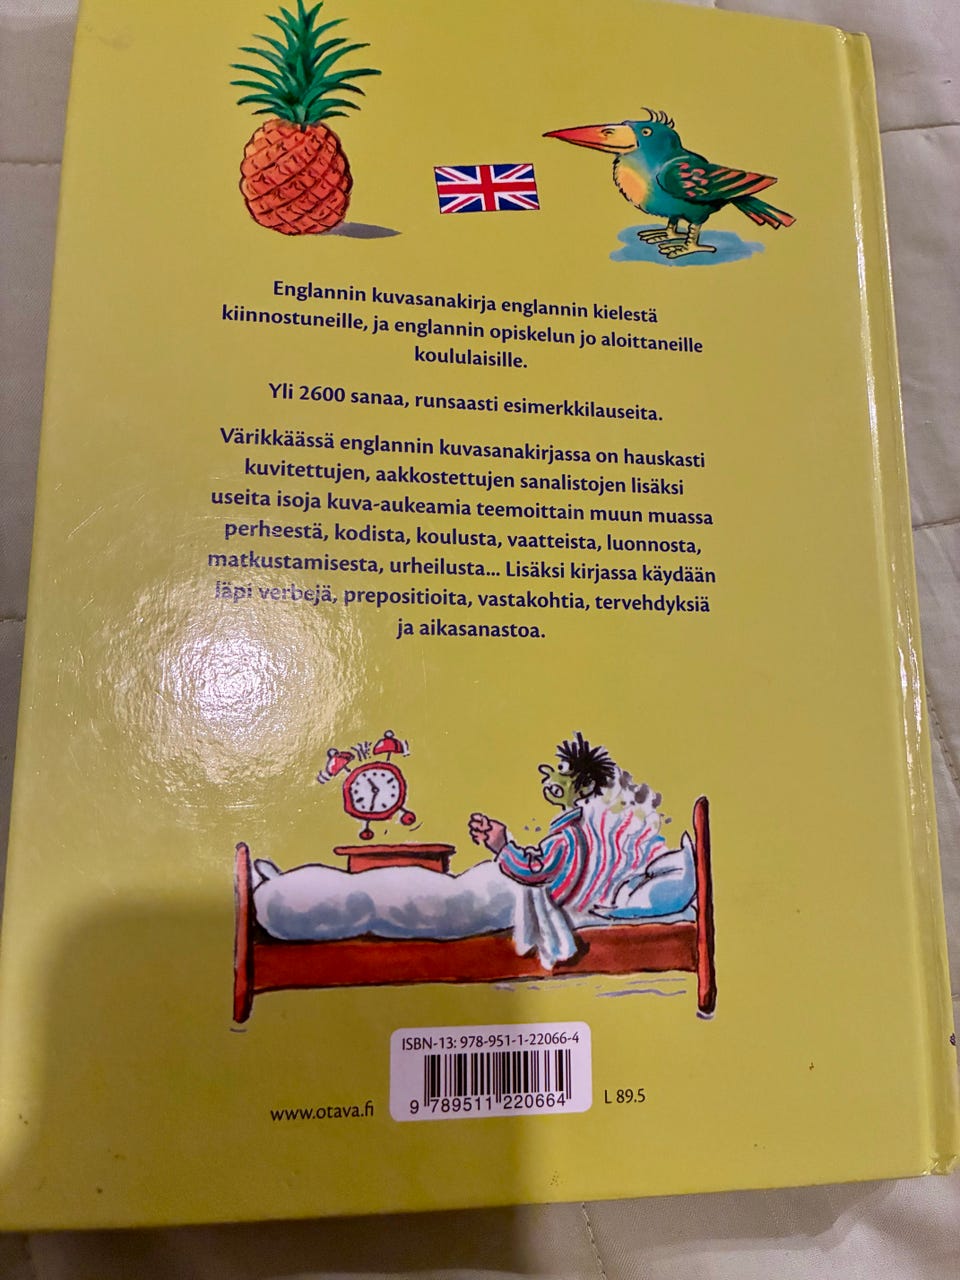 Englannin kuvasanakirja englannin kielestä
kiinnostuneille, ja englannin opiskelun jo aloittaneille
koululaisille.
Yli 2600 sanaa, runsaasti esimerkkilauseita.
Värikkäässä englannin kuvasanakirjassa on hauskasti
kuvitettujen, aakkostettujen sanalistojen lisäksi
useita isoja kuva-aukeamia teemoittain muun muassa
perheestä, kodista, koulusta, vaatteista, luonnosta,
matkustamisesta, urheilusta... Lisäksi kirjassa käydään
läpi verbejä, prepositioita, vastakohtia, tervehdyksiä
ja aikasanastoa.
ISBN-13: 978-951-1-22066-4
9 789511 220664
www.otava.fi
L 89.5